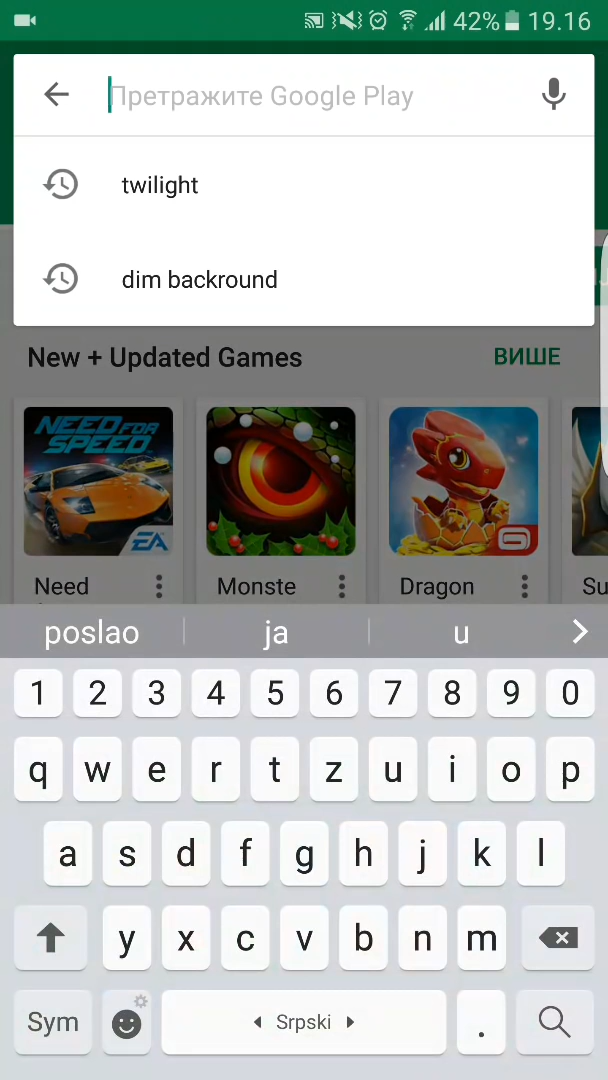 42% 19.16
Претражите Google Play
twilight
dim backround
New + Updated Games ВИШЕ
NEED FOR SPEED
EA
Need
Monste
Dragon
Su
poslao ja u
1 2 3 4 5 6 7 8 9 0
q w e r t z u i o p
a s d f g h j k l
y x c v b n m
Sym Srpski .